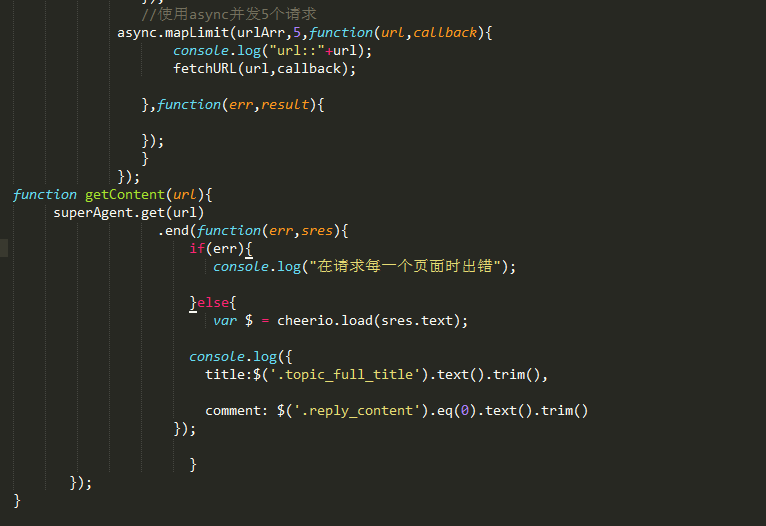 });
//使用async并发5个请求
async.mapLimit(urlArr,5,function(url,callback){
console.log("url::"+url);
fetchURL(url,callback);
},function(err,result){
});
}
});
function getContent(url){
superAgent.get(url)
.end(function(err,sres){
if(err){
console.log("在请求每一个页面时出错");
}else{
var $ = cheerio.load(sres.text);
console.log({
title:$('.topic_full_title').text().trim(),
comment: $('.reply_content').eq(0).text().trim()
});
}
});
}